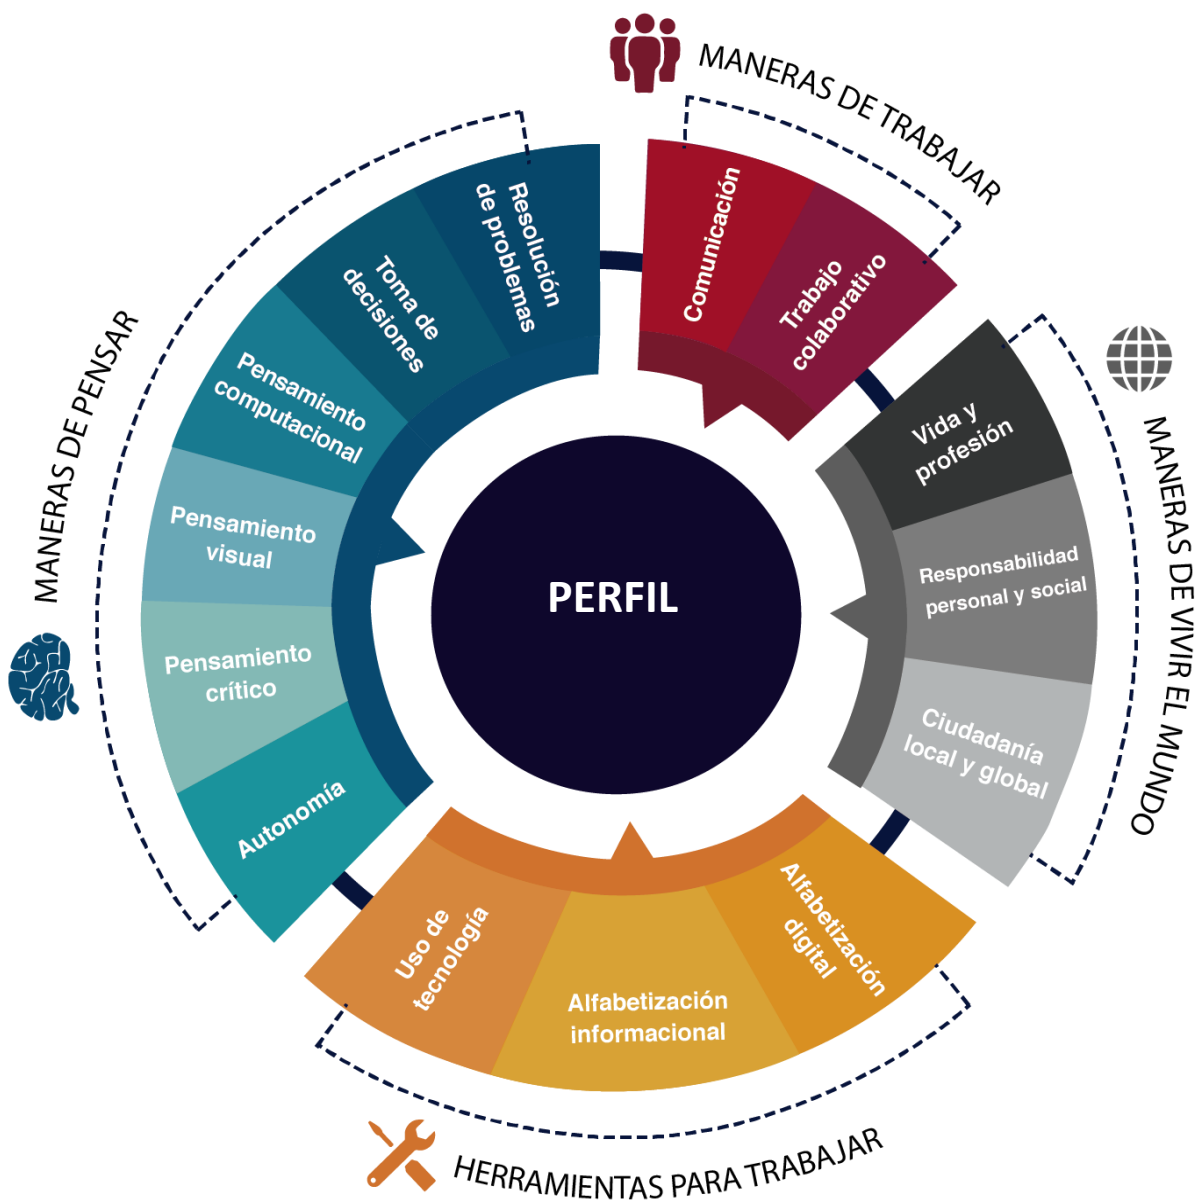 MANERAS DE TRABAJAR
Comunicación
Trabajo
colaborativo
MANERAS DE VIVIR EL MUNDO
Vida y
profesión
Responsabilidad
personal y social
Ciudadanía
local y global
HERRAMIENTAS PARA TRABAJAR
Alfabetización
digital
Alfabetización
informacional
Uso de
tecnología
MANERAS DE PENSAR
Autonomía
Pensamiento
crítico
Pensamiento
visual
Pensamiento
computacional
Toma de
decisiones
Resolución
de problemas
PERFIL